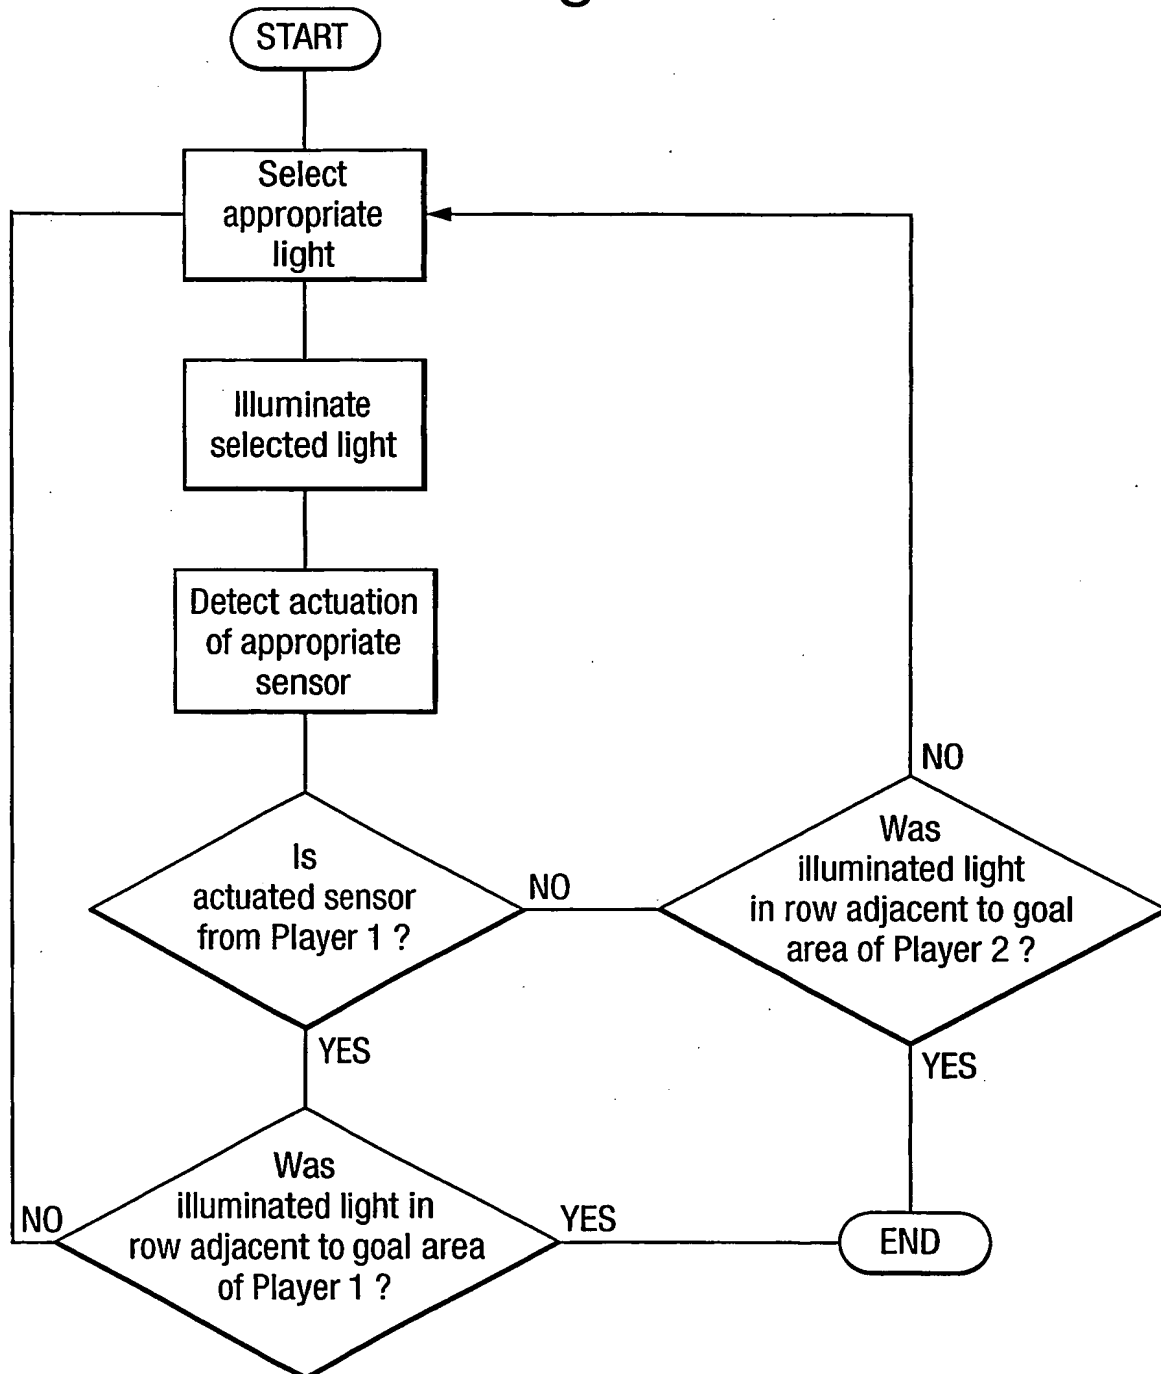 START
Select
appropriate
light
Illuminate
selected light
Detect actuation
of appropriate
sensor
Is
actuated sensor
from Player 1 ?
NO
YES
Was
illuminated light
in row adjacent to goal
area of Player 2 ?
NO
YES
Was
illuminated light in
row adjacent to goal area
of Player 1 ?
NO
YES
END